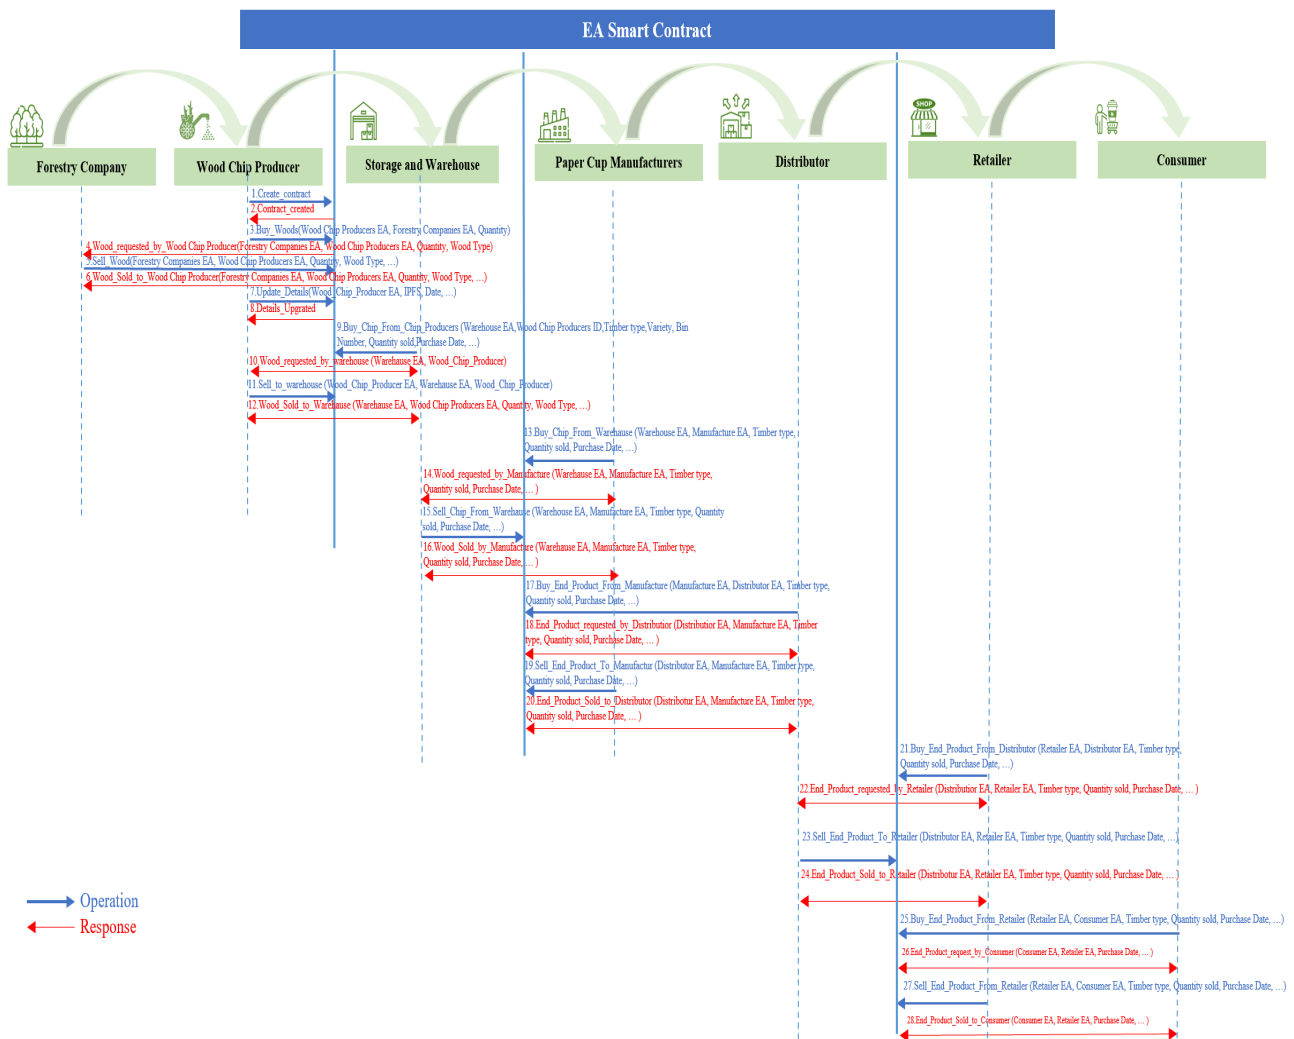 EA Smart Contract
SHOP
Forestry Company
Wood Chip Producer
Storage and Warehouse
Paper Cup Manufacturers
Distributor
Retailer
Consumer
1.Create_contract
2.Contract_created
3.Buy_Woods(Wood Chip Producers EA, Forestry Companies EA, Quantity)
4.Wood_requested_by_Wood Chip Producer(Forestry Companies EA, Wood Chip Producers EA, Quantity, Wood Type)
5.Sell_Wood(Forestry Companies EA, Wood Chip Producers EA, Quantity, Wood Type, …)
6.Wood_Sold_to_Wood Chip Producer(Forestry Companies EA, Wood Chip Producers EA, Quantity, Wood Type, …)
7.Update_Details(Wood_Chip_Producer EA, IPFS, Date, …)
8.Details_Upgrated
9.Buy_Chip_From_Chip_Producers (Warehouse EA,Wood Chip Producers ID,Timber type,Variety, Bin
Number, Quantity sold,Purchase Date, …)
10.Wood_requested_by_warehouse (Warehause EA, Wood_Chip_Producer)
11.Sell_to_warehouse (Wood_Chip_Producer EA, Warehause EA, Wood_Chip_Producer)
12.Wood_Sold_to_Warehause (Warehause EA, Wood Chip Producers EA, Quantity, Wood Type, …)
13.Buy_Chip_From_Warehause (Warehouse EA, Manufacture EA, Timber type,
Quantity sold, Purchase Date, …)
14.Wood_requested_by_Manufacture (Warehause EA, Manufacture EA, Timber type,
Quantity sold, Purchase Date, … )
15.Sell_Chip_From_Warehause (Warehouse EA, Manufacture EA, Timber type, Quantity
sold, Purchase Date, …)
16.Wood_Sold_by_Manufacture (Warehause EA, Manufacture EA, Timber type,
Quantity sold, Purchase Date, … )
17.Buy_End_Product_From_Manufacture (Manufacture EA, Distributor EA, Timber type,
Quantity sold, Purchase Date, …)
18.End_Product_requested_by_Distributior (Distributior EA, Manufacture EA, Timber
type, Quantity sold, Purchase Date, … )
19.Sell_End_Product_To_Manufactur (Distributor EA, Manufacture EA, Timber type,
Quantity sold, Purchase Date, …)
20.End_Product_Sold_to_Distributor (Distribotur EA, Manufacture EA, Timber type,
Quantity sold, Purchase Date, … )
21.Buy_End_Product_From_Distributor (Retailer EA, Distributor EA, Timber type,
Quantity sold, Purchase Date, …)
22.End_Product_requested_by_Retailer (Distributior EA, Retailer EA, Timber type, Quantity sold, Purchase Date, … )
23.Sell_End_Product_To_Retailer (Distributor EA, Retailer EA, Timber type, Quantity sold, Purchase Date, …)
24.End_Product_Sold_to_Retailer (Distribotur EA, Retailer EA, Timber type, Quantity sold, Purchase Date, … )
Operation
Response
25.Buy_End_Product_From_Retailer (Retailer EA, Consumer EA, Timber type, Quantity sold, Purchase Date, …)
26.End_Product_request_by_Consumer (Consumer EA, Retailer EA, Purchase Date, … )
27.Sell_End_Product_From_Retailer (Retailer EA, Consumer EA, Timber type, Quantity sold, Purchase Date, …)
28.End_Product_Sold_to_Consumer (Consumer EA, Retailer EA, Purchase Date, … )